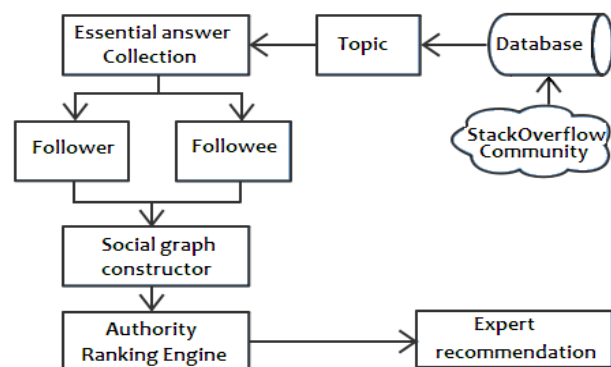 Essential answer
Collection
Topic
Database
StackOverflow
Community
Follower
Followee
Social graph
constructor
Authority
Ranking Engine
Expert
recommendation